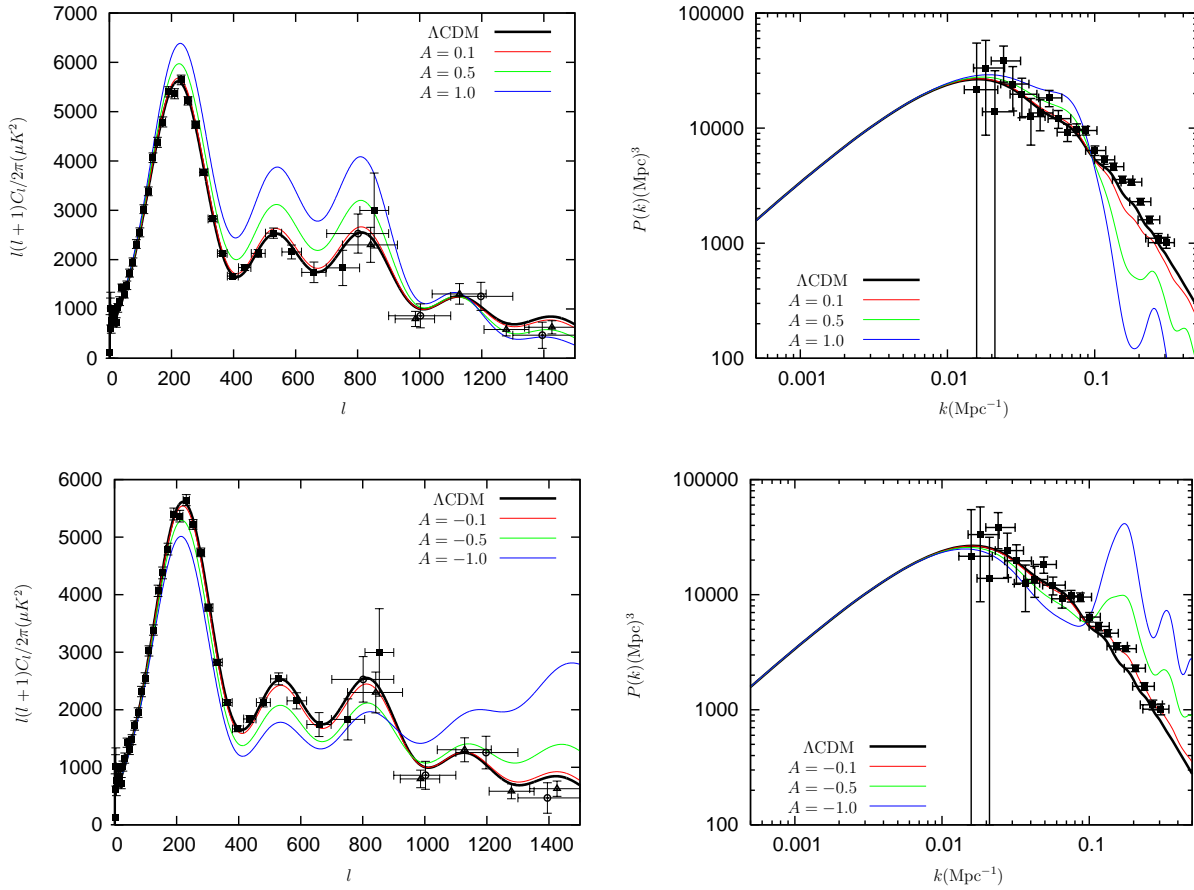 7000
6000
5000
4000
3000
2000
1000
0
l(l + 1)C_l/2π(μK²)
0 200 400 600 800 1000 1200 1400
l
ΛCDM
A = 0.1
A = 0.5
A = 1.0
100000
10000
1000
100
P(k)(Mpc)³
0.001 0.01 0.1
k(Mpc⁻¹)
ΛCDM
A = 0.1
A = 0.5
A = 1.0
6000
5000
4000
3000
2000
1000
0
l(l + 1)C_l/2π(μK²)
0 200 400 600 800 1000 1200 1400
l
ΛCDM
A = −0.1
A = −0.5
A = −1.0
100000
10000
1000
100
P(k)(Mpc)³
0.001 0.01 0.1
k(Mpc⁻¹)
ΛCDM
A = −0.1
A = −0.5
A = −1.0